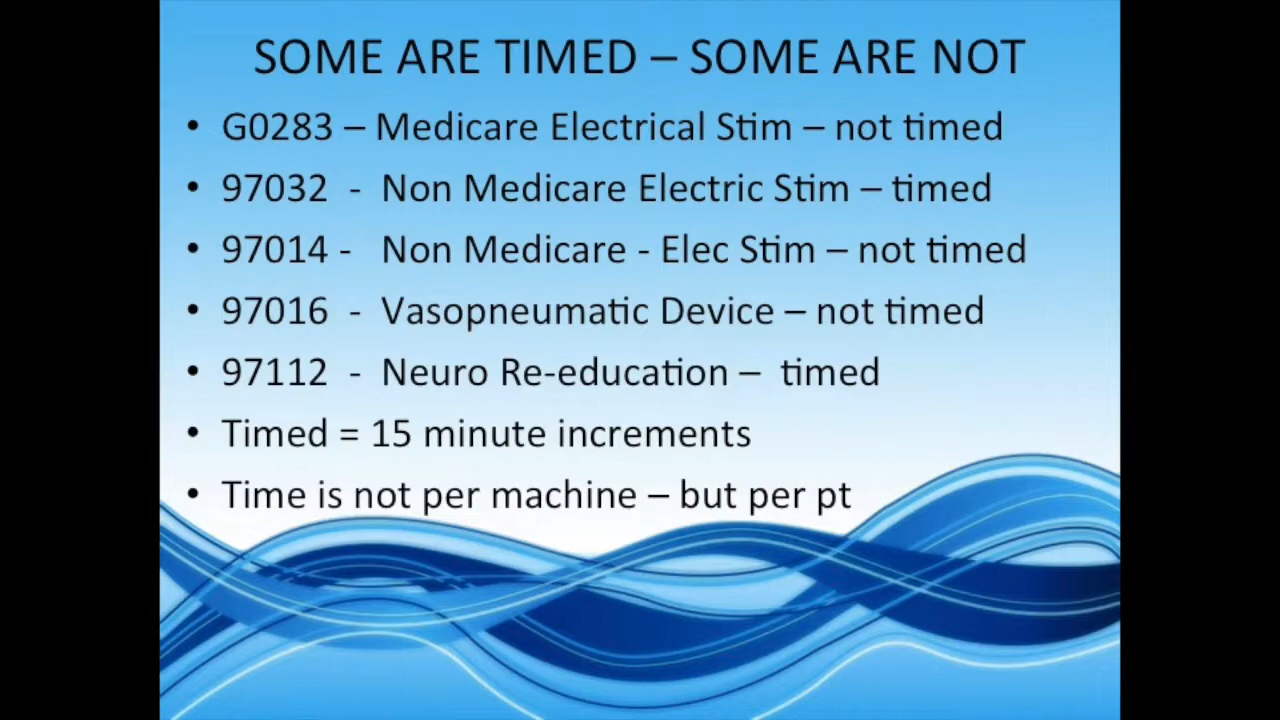 SOME ARE TIMED – SOME ARE NOT
• G0283 – Medicare Electrical Stim – not timed
• 97032 - Non Medicare Electric Stim – timed
• 97014 - Non Medicare - Elec Stim – not timed
• 97016 - Vasopneumatic Device – not timed
• 97112 - Neuro Re-education – timed
• Timed = 15 minute increments
• Time is not per machine – but per pt